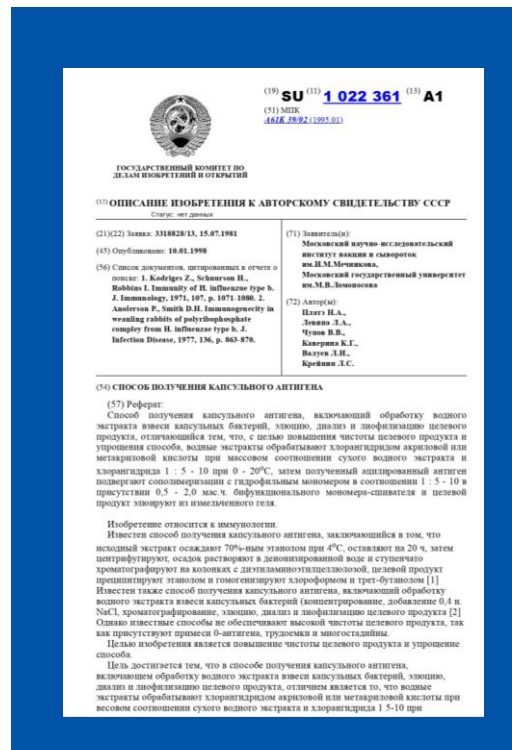 (19) SU (11) 1 022 361 (13) A1
(51) МПК
A61K 39/02 (1995.01)
ГОСУДАРСТВЕННЫЙ КОМИТЕТ ПО
ДЕЛАМ ИЗОБРЕТЕНИЙ И ОТКРЫТИЙ
(12) ОПИСАНИЕ ИЗОБРЕТЕНИЯ К АВТОРСКОМУ СВИДЕТЕЛЬСТВУ СССР
Статус: нет данных
(21)(22) Заявка: 3318828/13, 15.07.1981
(45) Опубликовано: 10.01.1998
(56) Список документов, цитированных в отчете о
поиске: 1. Kodriges Z., Schnurson H.,
Robbins I. Immunity of H. influenzae type b.
J. Immunology, 1971, 107, p. 1071-1080. 2.
Anolerson P., Smith D.H. Immunogenecity in
weanling rabbits of polyribophosphate
compley from H. influenzae type b. J.
Infection Disease, 1977, 136, p. 863-870.
(71) Заявитель(и):
Московский научно-исследовательский
институт вакцин и сывороток
им.И.М.Мечникова,
Московский государственный университет
им.М.В.Ломоносова
(72) Автор(ы):
Платэ Н.А.,
Левина Л.А.,
Чупов В.В.,
Каверина К.Г.,
Валуев Л.И.,
Крейнин Л.С.
(54) СПОСОБ ПОЛУЧЕНИЯ КАПСУЛЬНОГО АНТИГЕНА
(57) Реферат:
Способ получения капсульного антигена, включающий обработку водного
экстракта взвеси капсульных бактерий, элюцию, диализ и лиофилизацию целевого
продукта, отличающийся тем, что, с целью повышения чистоты целевого продукта и
упрощения способа, водные экстракты обрабатывают хлорангидридом акриловой или
метакриловой кислоты при массовом соотношении сухого водного экстракта и
хлорангидрида 1 : 5 - 10 при 0 - 20°C, затем полученный ацилированный антиген
подвергают сополимеризации с гидрофильным мономером в соотношении 1 : 5 - 10 в
присутствии 0,5 - 2,0 мас.ч. бифункционального мономера-сшивателя и целевой
продукт элюируют из измельченного геля.
Изобретение относится к иммунологии.
Известен способ получения капсульного антигена, заключающийся в том, что
исходный экстракт осаждают 70%-ным этанолом при 4°C, оставляют на 20 ч, затем
центрифугируют, осадок растворяют в деионизированной воде и ступенчато
хроматографируют на колонках с диэтиламиноэтилцеллюлозой, целевой продукт
преципитируют этанолом и гомогенизируют хлороформом и трет-бутанолом [1]
Известен также способ получения капсульного антигена, включающий обработку
водного экстракта взвеси капсульных бактерий (концентрирование, добавление 0,4 н.
NaCl, хроматографирование, элюцию, диализ и лиофилизацию целевого продукта [2]
Однако известные способы не обеспечивают высокой чистоты целевого продукта, так
как присутствуют примеси 0-антигена, трудоемки и многостадийны.
Целью изобретения является повышение чистоты целевого продукта и упрощение
способа.
Цель достигается тем, что в способе получения капсульного антигена,
включающем обработку водного экстракта взвеси капсульных бактерий, элюцию,
диализ и лиофилизацию целевого продукта, отличием является то, что водные
экстракты обрабатывают хлорангидридом акриловой или метакриловой кислоты при
весовом соотношении сухого водного экстракта и хлорангидрида 1 5-10 при